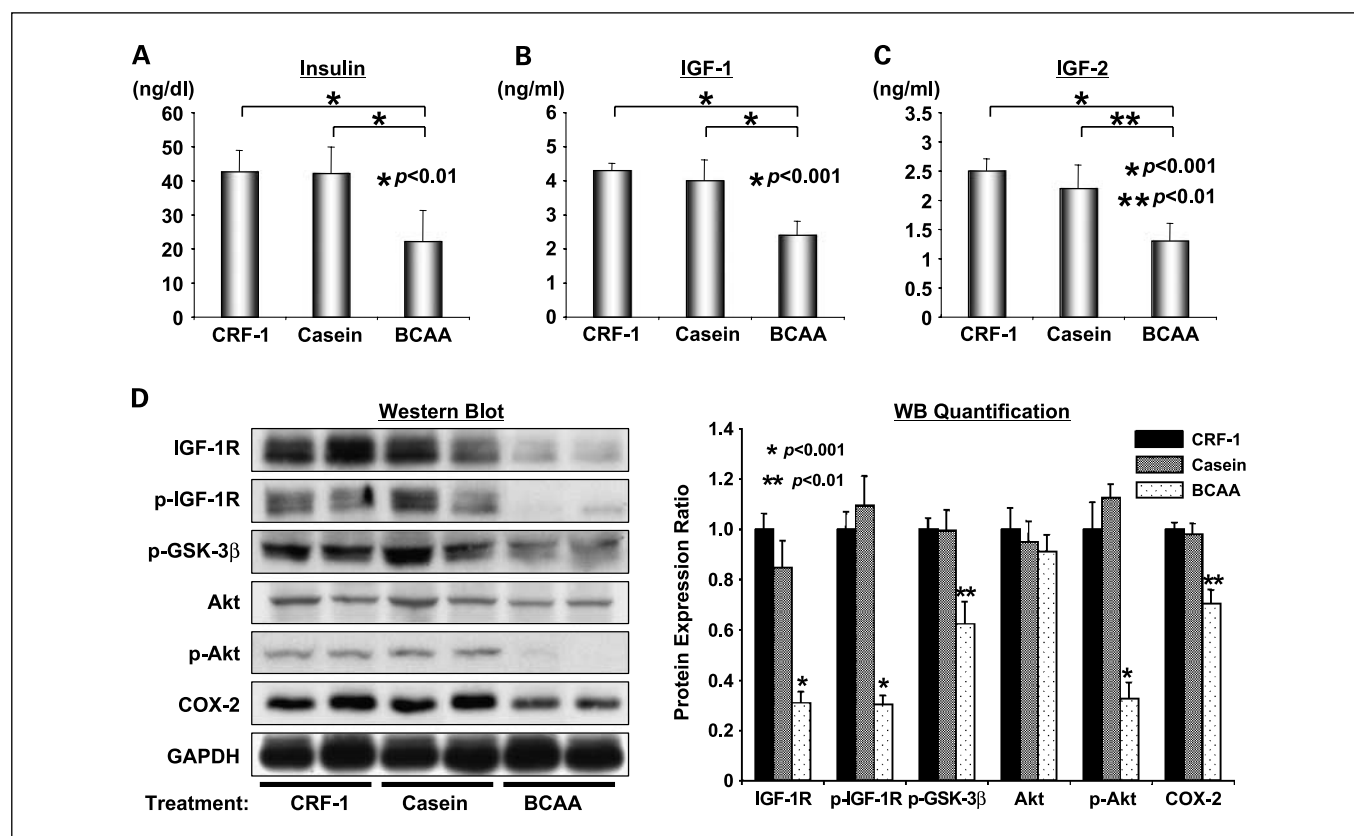 A
Insulin
(ng/dl)
*
*
* p<0.01
60
50
40
30
20
10
0
CRF-1 Casein BCAA
B
IGF-1
(ng/ml)
*
*
* p<0.001
6
5
4
3
2
1
0
CRF-1 Casein BCAA
C
IGF-2
(ng/ml)
*
**
* p<0.001
** p<0.01
3.5
3
2.5
2
1.5
1
0.5
0
CRF-1 Casein BCAA
D
Western Blot
IGF-1R
p-IGF-1R
p-GSK-3β
Akt
p-Akt
COX-2
GAPDH
Treatment: CRF-1 Casein BCAA
WB Quantification
Protein Expression Ratio
1.4
1.2
1.0
0.8
0.6
0.4
0.2
0
* p<0.001
** p<0.01
CRF-1
Casein
BCAA
*
*
**
*
**
IGF-1R p-IGF-1R p-GSK-3β Akt p-Akt COX-2